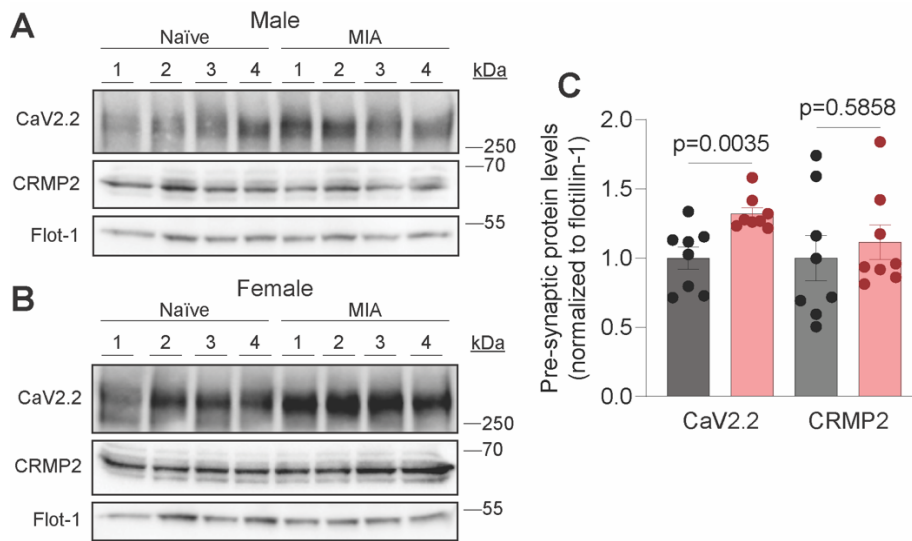 A
Male
Naïve MIA
1 2 3 4 1 2 3 4 kDa
CaV2.2
—250
—70
CRMP2
—55
Flot-1
B
Female
Naïve MIA
1 2 3 4 1 2 3 4 kDa
CaV2.2
—250
—70
CRMP2
—55
Flot-1
C
Pre-synaptic protein levels
(normalized to flotillin-1)
2.0
1.5
1.0
0.5
0.0
p=0.0035
p=0.5858
CaV2.2 CRMP2